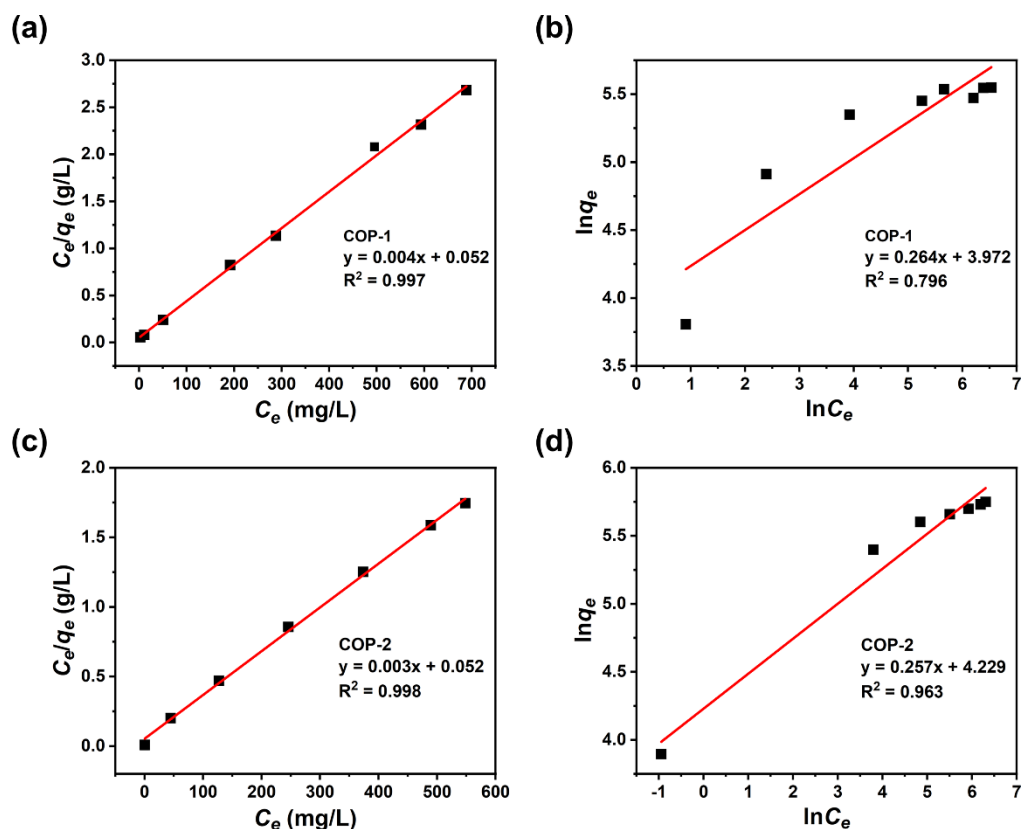 (a)
3.0
2.5
2.0
1.5
1.0
0.5
0.0
Ce/qe (g/L)
COP-1
y = 0.004x + 0.052
R² = 0.997
0 100 200 300 400 500 600 700
Ce (mg/L)
(b)
5.5
5.0
4.5
4.0
3.5
lnqe
COP-1
y = 0.264x + 3.972
R² = 0.796
0 1 2 3 4 5 6 7
lnCe
(c)
2.0
1.5
1.0
0.5
0.0
Ce/qe (g/L)
COP-2
y = 0.003x + 0.052
R² = 0.998
0 100 200 300 400 500 600
Ce (mg/L)
(d)
6.0
5.5
5.0
4.5
4.0
lnqe
COP-2
y = 0.257x + 4.229
R² = 0.963
-1 0 1 2 3 4 5 6 7
lnCe